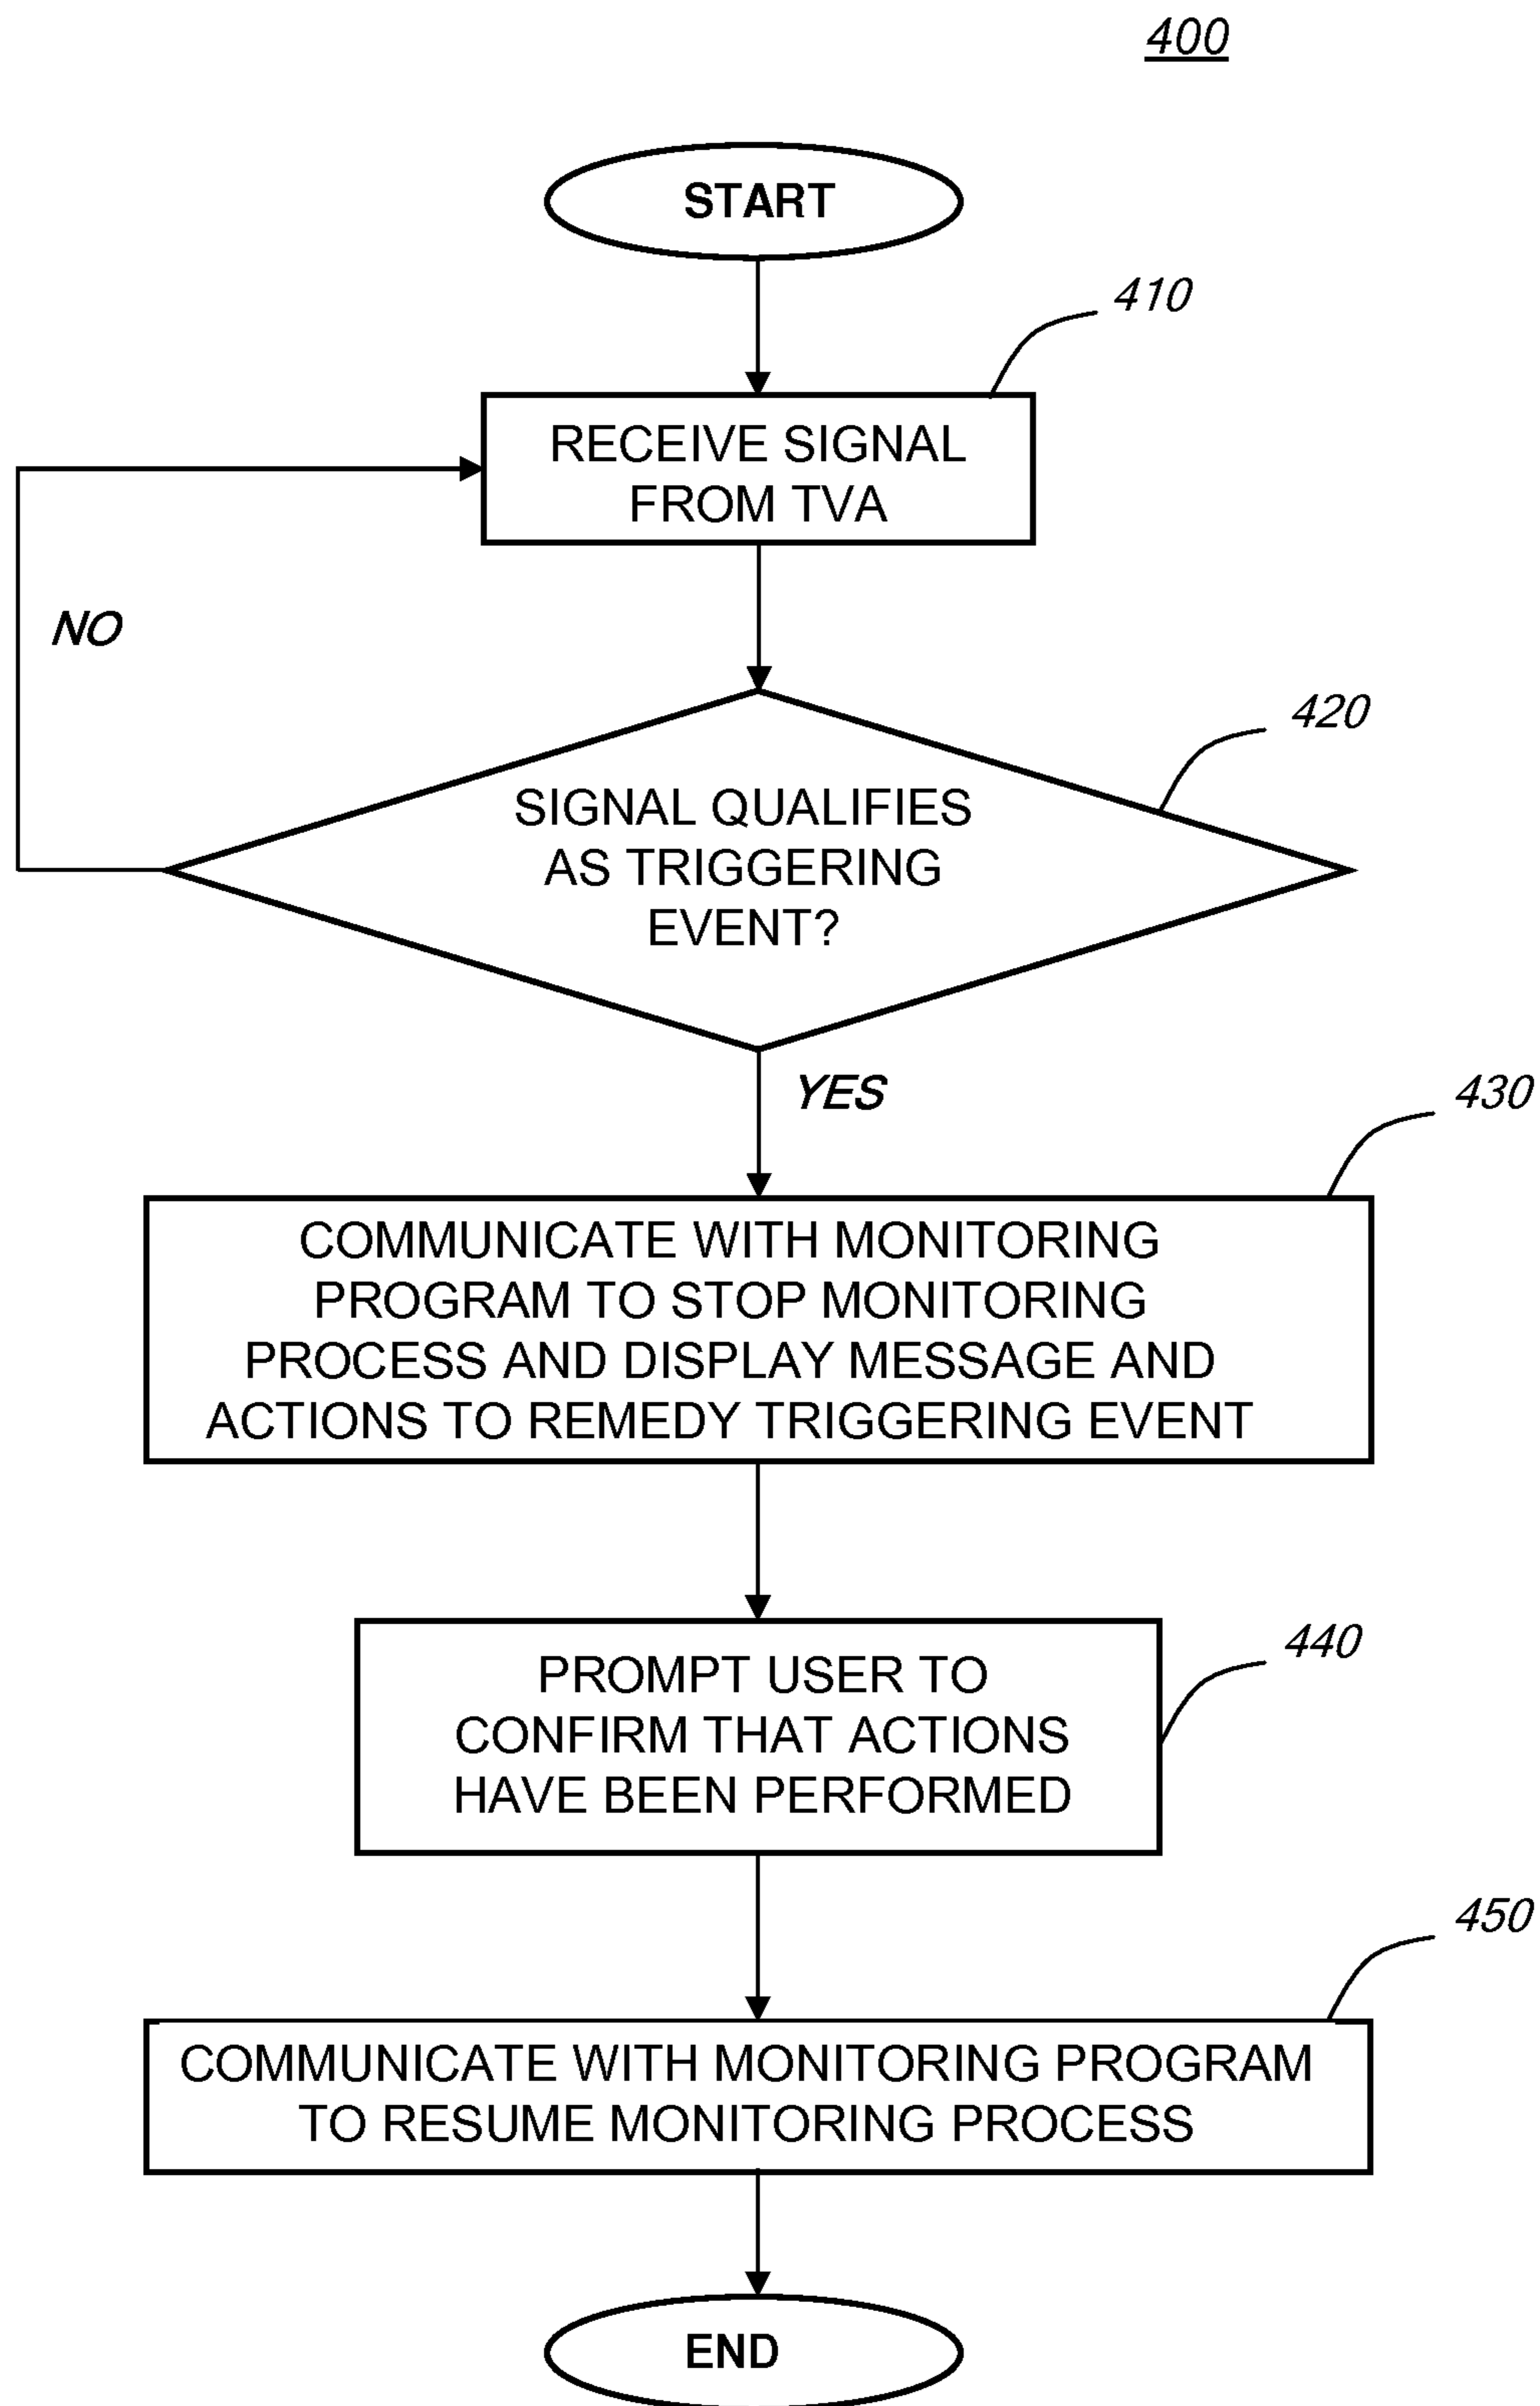 400
START
410
RECEIVE SIGNAL
FROM TVA
NO
420
SIGNAL QUALIFIES
AS TRIGGERING
EVENT?
YES
430
COMMUNICATE WITH MONITORING
PROGRAM TO STOP MONITORING
PROCESS AND DISPLAY MESSAGE AND
ACTIONS TO REMEDY TRIGGERING EVENT
440
PROMPT USER TO
CONFIRM THAT ACTIONS
HAVE BEEN PERFORMED
450
COMMUNICATE WITH MONITORING PROGRAM
TO RESUME MONITORING PROCESS
END